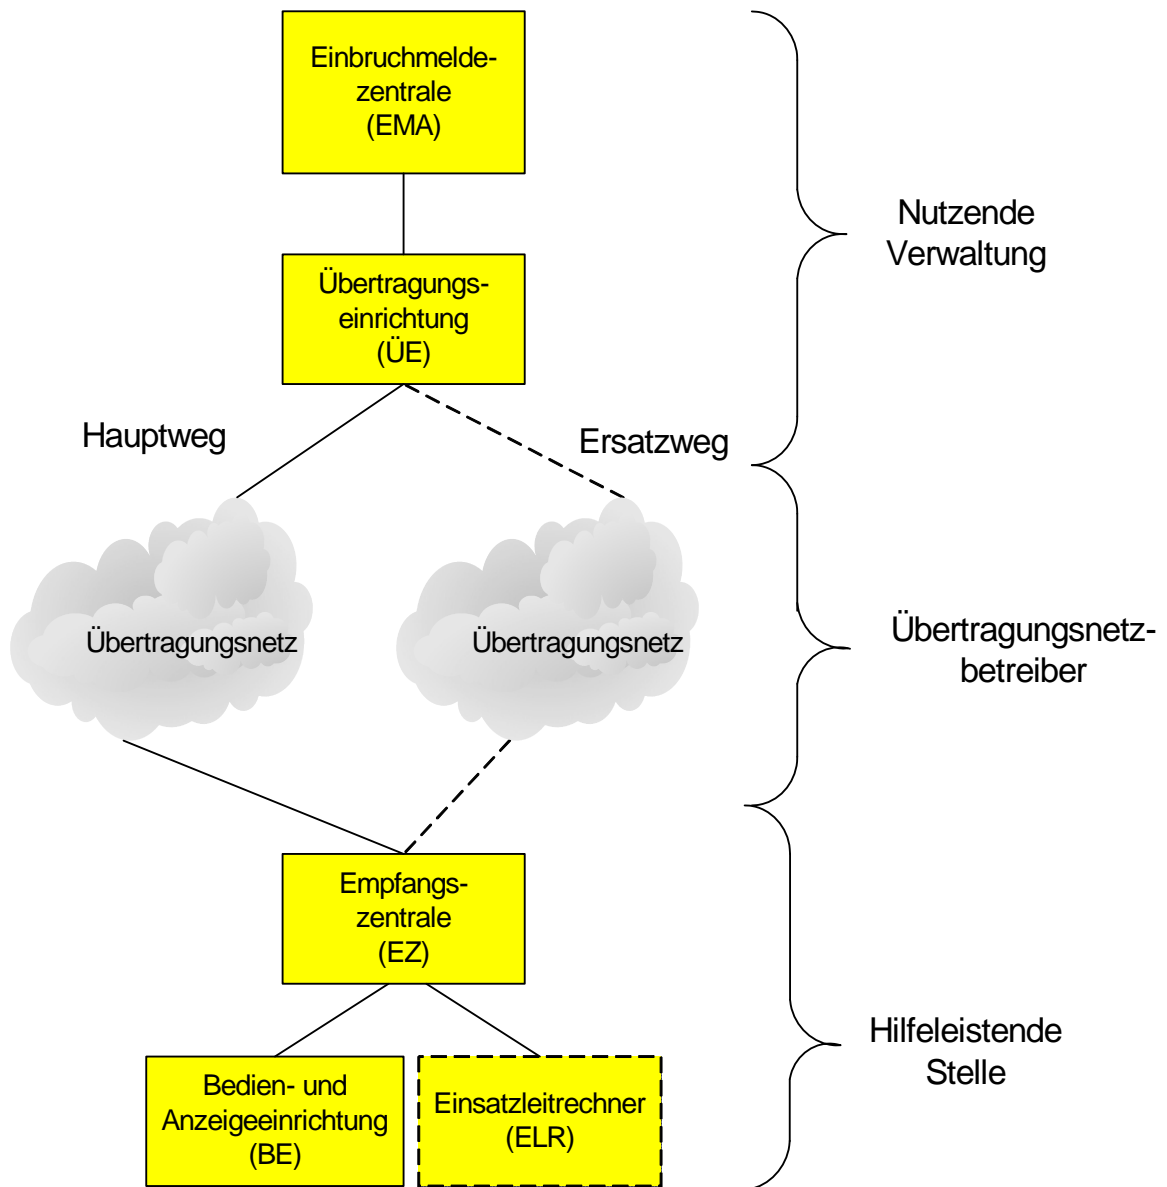 Einbruchmelde-
zentrale
(EMA)
Nutzende
Verwaltung
Übertragungs-
einrichtung
(ÜE)
Hauptweg
Ersatzweg
Übertragungsnetz
Übertragungsnetz
Übertragungsnetz-
betreiber
Empfangs-
zentrale
(EZ)
Hilfeleistende
Stelle
Bedien- und
Anzeigeeinrichtung
(BE)
Einsatzleitrechner
(ELR)